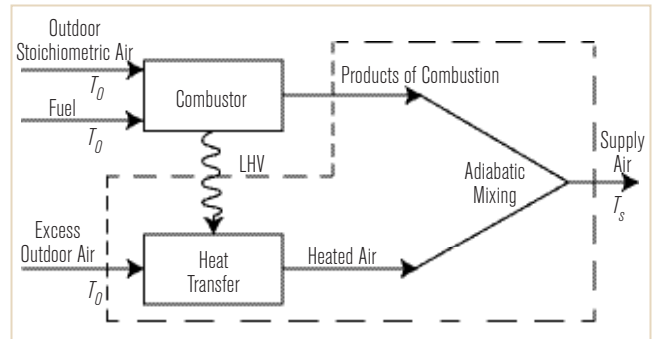 Outdoor
Stoichiometric Air
T0
Fuel
T0
Combustor
Products of Combustion
LHV
Adiabatic
Mixing
Supply
Air
Ts
Excess
Outdoor Air
T0
Heat
Transfer
Heated Air